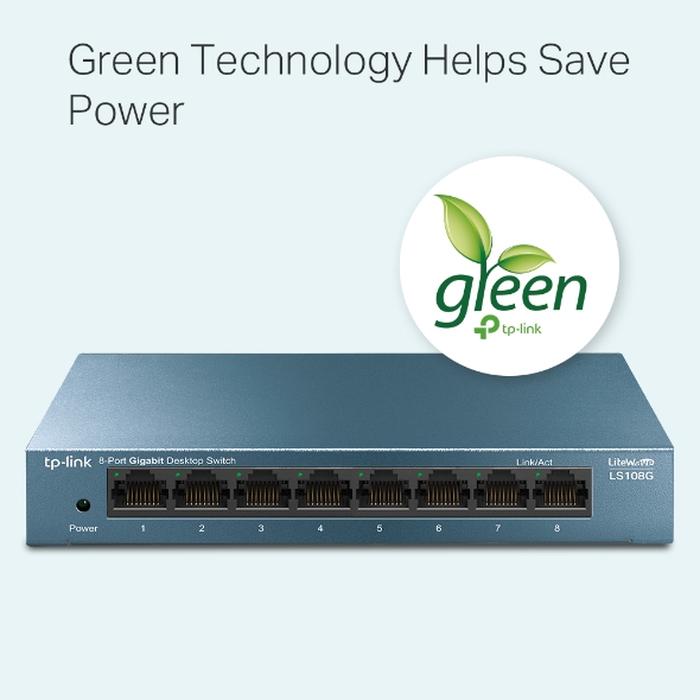 Green Technology Helps Save
Power
green
tp-link
tp-link 8-Port Gigabit Desktop Switch
Link/Act
LiteWave
LS108G
Power
1 2 3 4 5 6 7 8